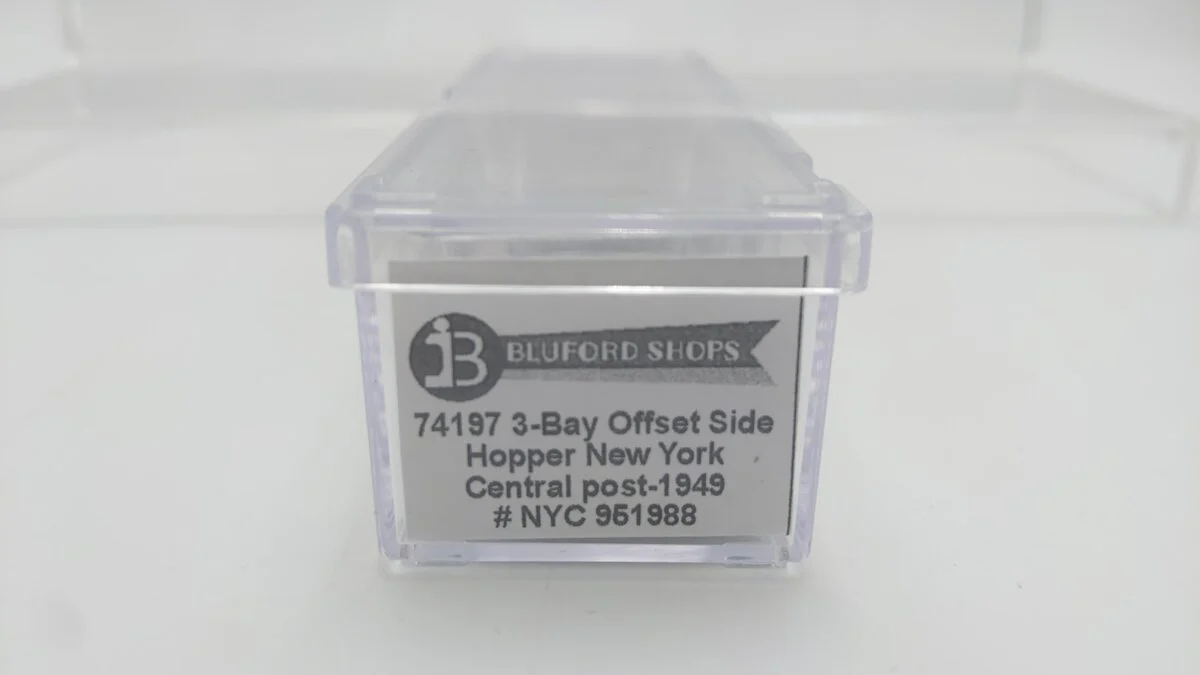 BLUFORD SHOPS
74197 3-Bay Offset Side
Hopper New York
Central post-1949
# NYC 951988